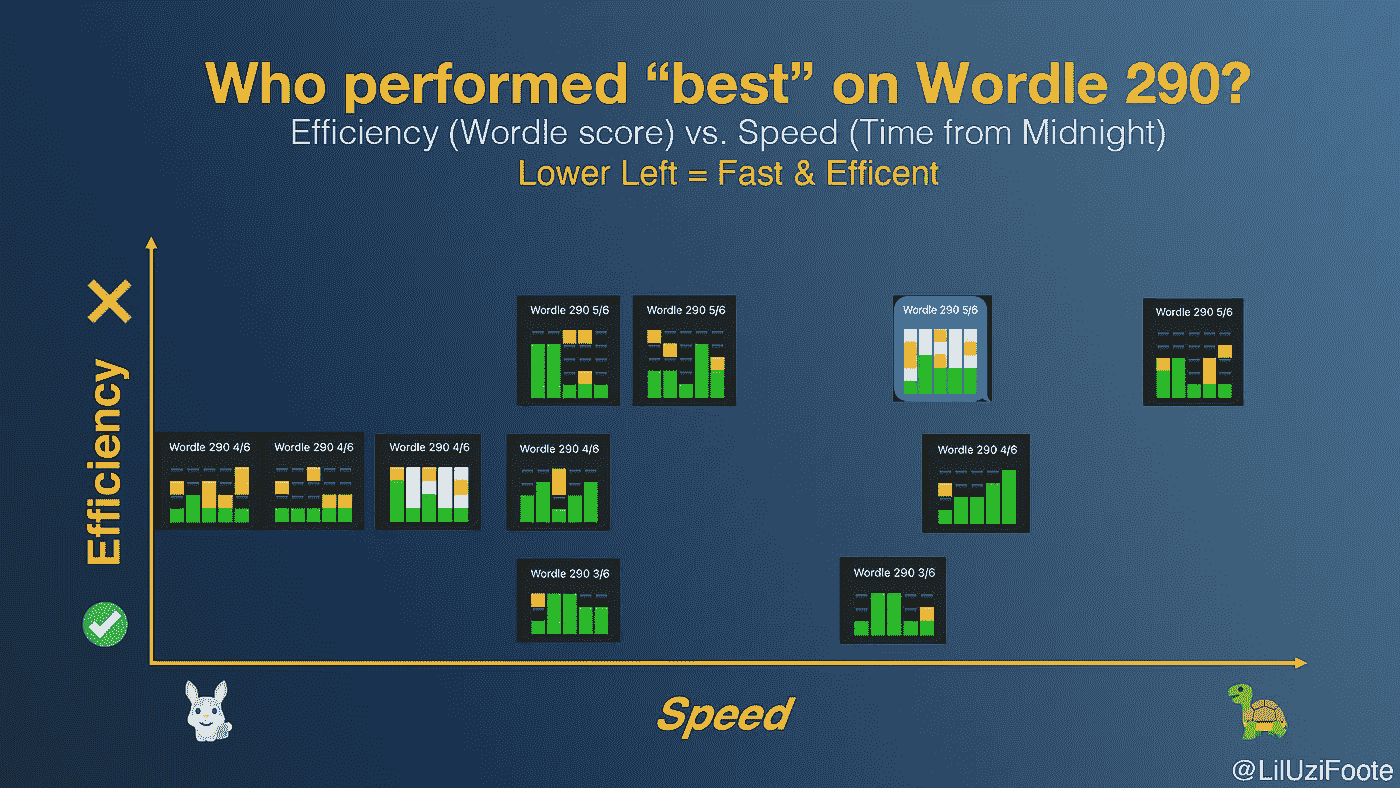 Who performed “best” on Wordle 290?
Efficiency (Wordle score) vs. Speed (Time from Midnight)
Lower Left = Fast & Efficent
Efficiency
Wordle 290 5/6
Wordle 290 5/6
Wordle 290 5/6
Wordle 290 5/6
Wordle 290 4/6
Wordle 290 4/6
Wordle 290 4/6
Wordle 290 4/6
Wordle 290 4/6
Wordle 290 3/6
Wordle 290 3/6
Speed
@LilUziFoote